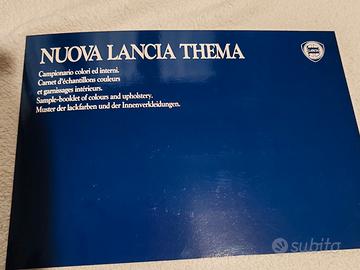 NUOVA LANCIA THEMA
LANCIA
Campionario colori ed interni.
Carnet d'échantillons couleurs
et garnissages intérieurs.
Sample-booklet of colours and upholstery.
Muster der lackfarben und der Innenverkleidungen.
subito